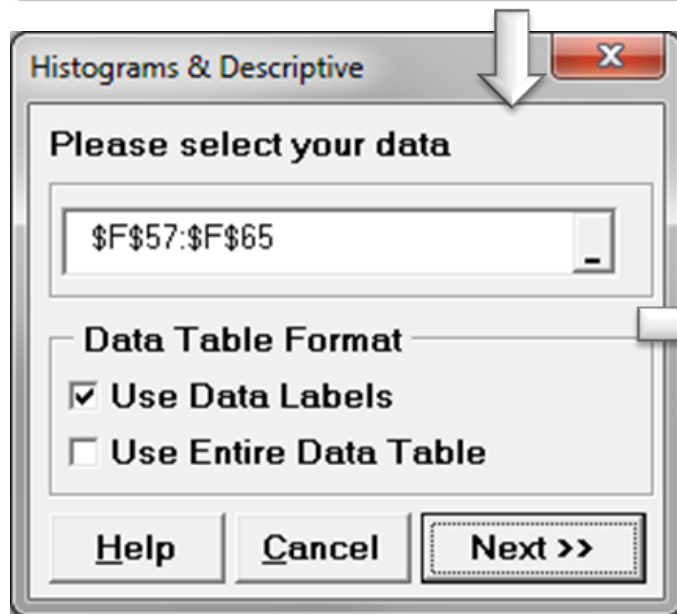 Histograms & Descriptive
x
Please select your data
$F$57:$F$65
Data Table Format
Use Data Labels
Use Entire Data Table
Help
Cancel
Next >>